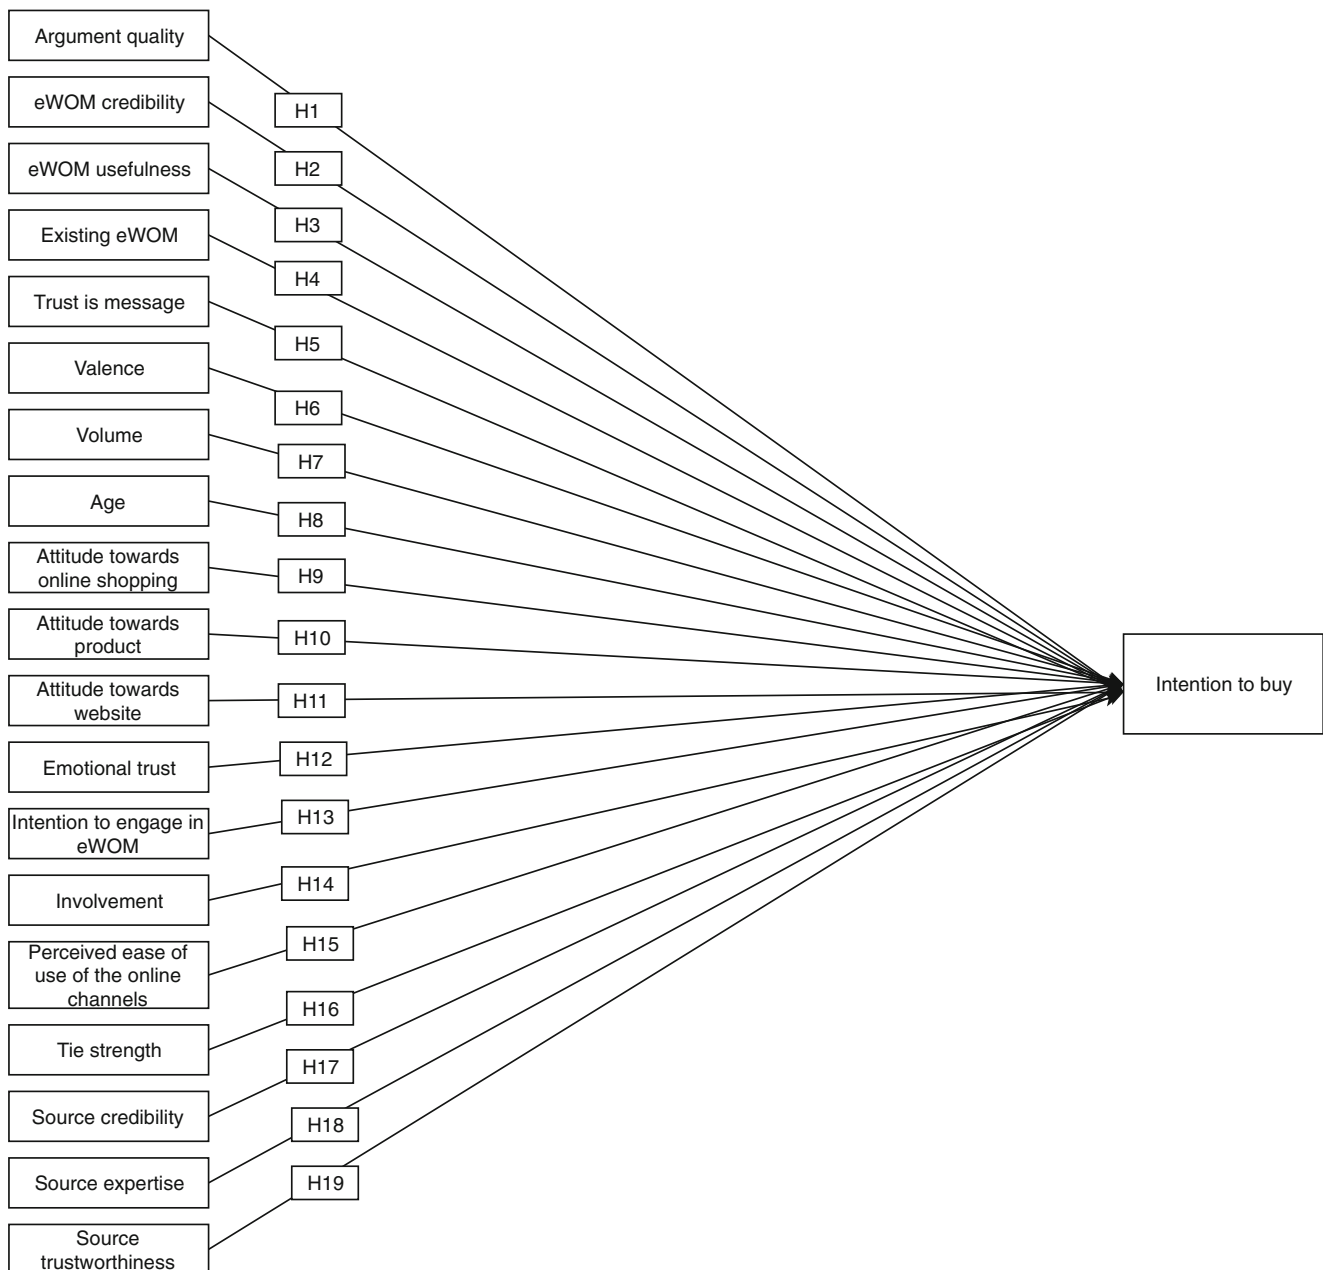 Argument quality
H1
eWOM credibility
H2
eWOM usefulness
H3
Existing eWOM
H4
Trust is message
H5
Valence
H6
Volume
H7
Age
H8
Attitude towards
online shopping
H9
Attitude towards
product
H10
Attitude towards
website
H11
Intention to buy
Emotional trust
H12
Intention to engage in
eWOM
H13
Involvement
H14
Perceived ease of
use of the online
channels
H15
Tie strength
H16
Source credibility
H17
Source expertise
H18
Source
trustworthiness
H19